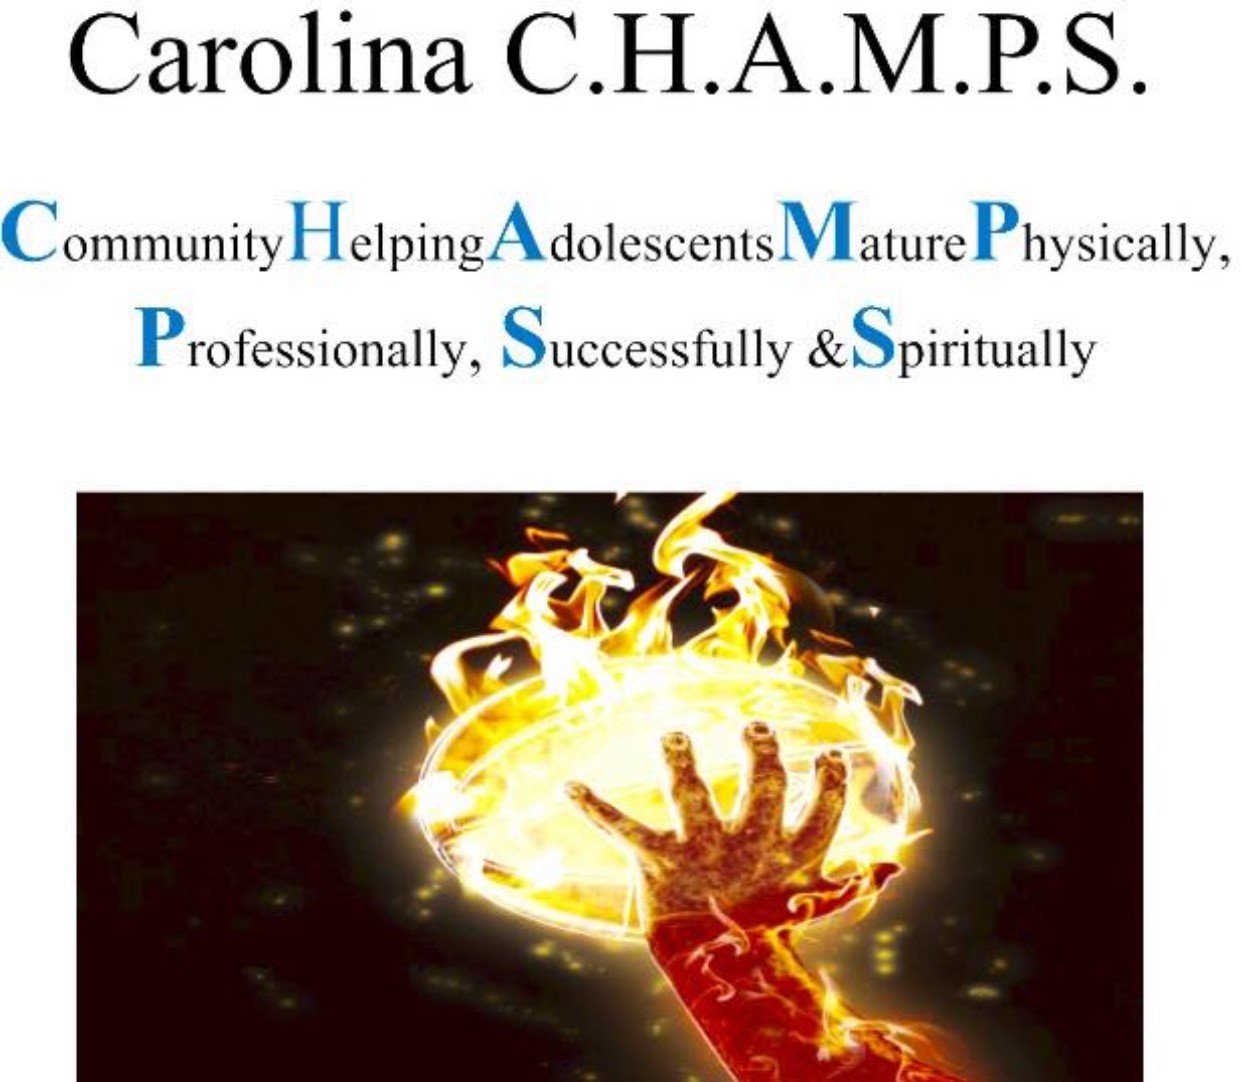 Carolina C.H.A.M.P.S.
CommunityHelpingAdolescentsMaturePhysically,
Professionally, Successfully &Spiritually